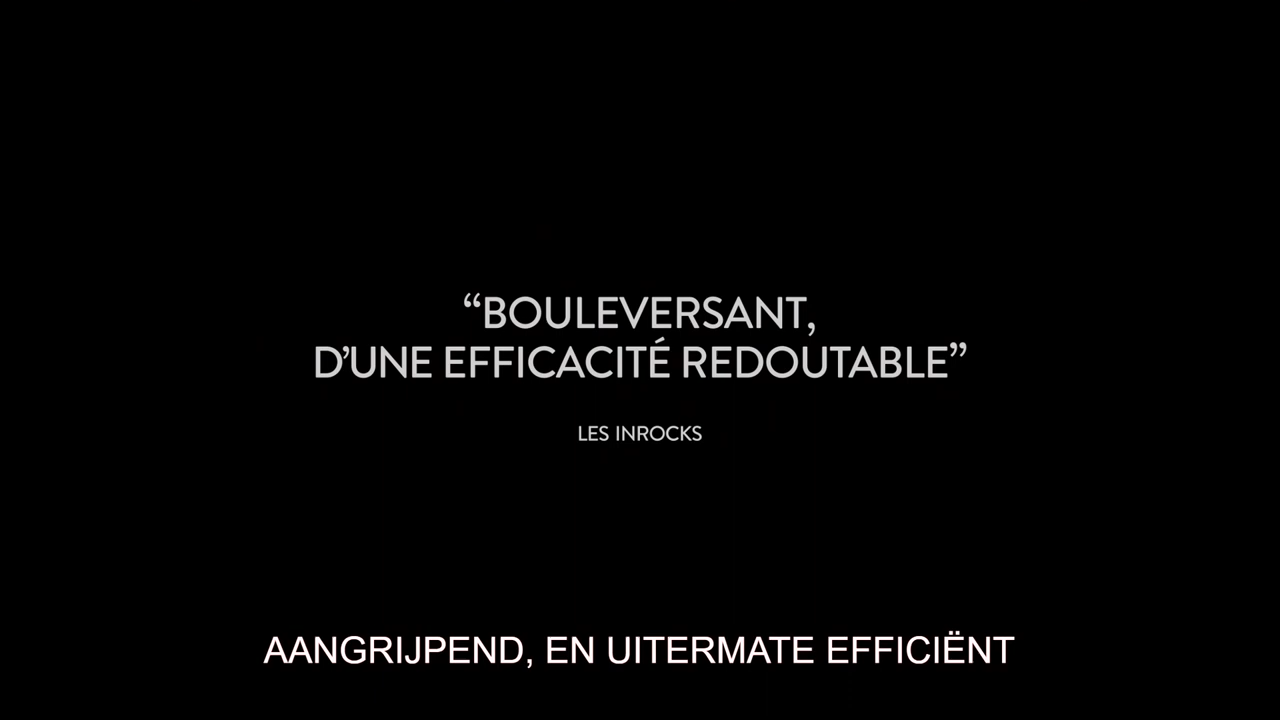 “BOULEVERSANT,
D’UNE EFFICACITÉ REDOUTABLE”
LES INROCKS
AANGRIJPEND, EN UITERMATE EFFICIËNT